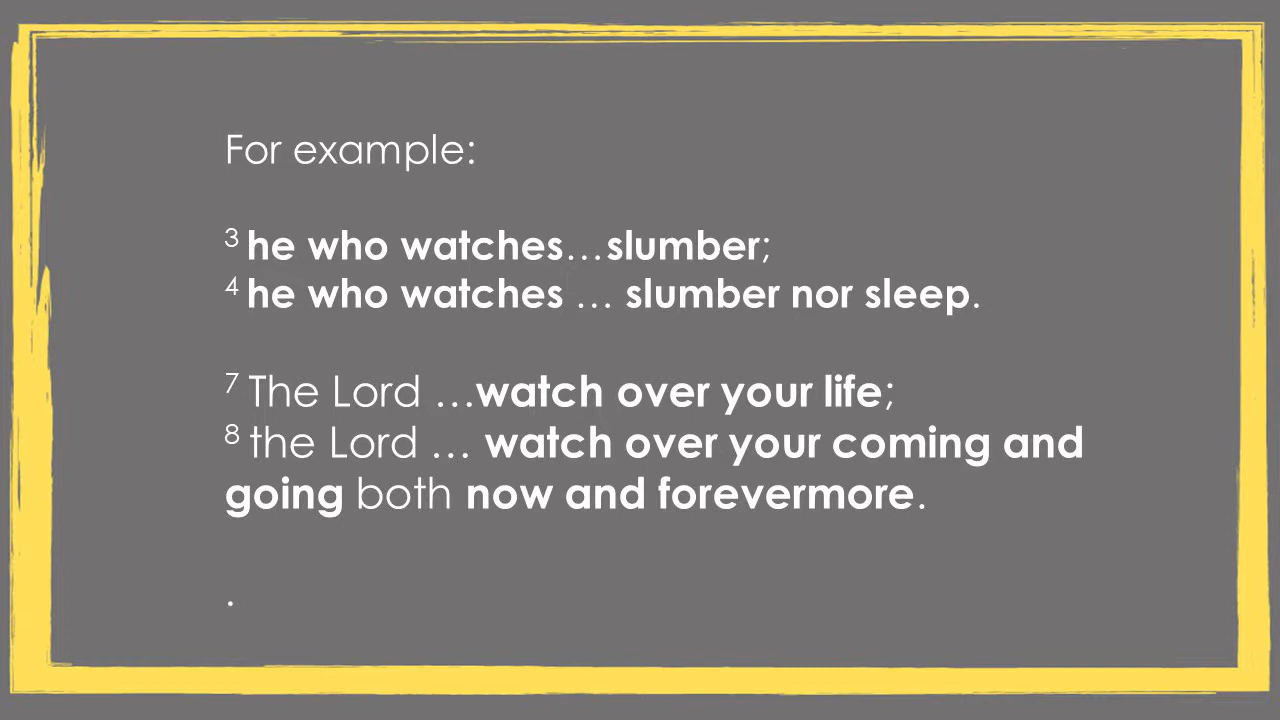 For example:
³ he who watches…slumber;
⁴ he who watches … slumber nor sleep.
⁷ The Lord …watch over your life;
⁸ the Lord … watch over your coming and
going both now and forevermore.
.